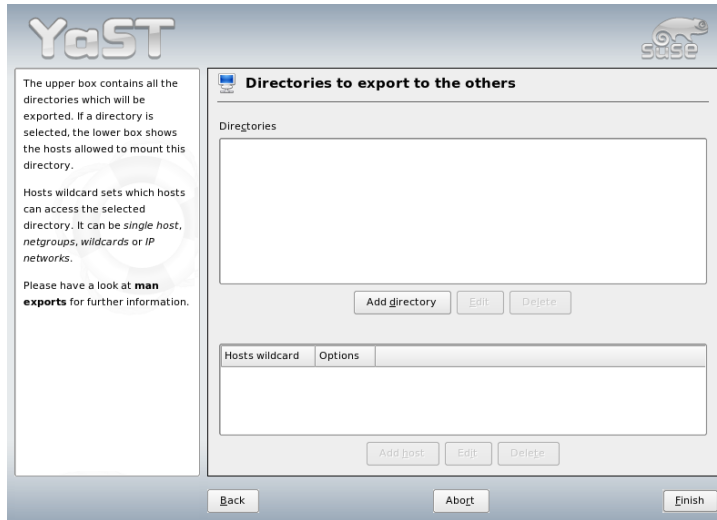 YaST
suse
The upper box contains all the
directories which will be
exported. If a directory is
selected, the lower box shows
the hosts allowed to mount this
directory.
Hosts wildcard sets which hosts
can access the selected
directory. It can be single host,
netgroups, wildcards or IP
networks.
Please have a look at man
exports for further information.
Directories to export to the others
Directories
Add directory Edit Delete
Hosts wildcard Options
Add host Edit Delete
Back Abort Finish